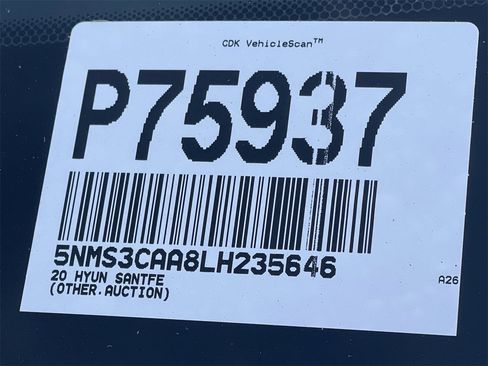 CDK VehicleScan™
P75937
5NMS3CAA8LH235646
20 HYUN SANTFE
(OTHER.AUCTION)
A26